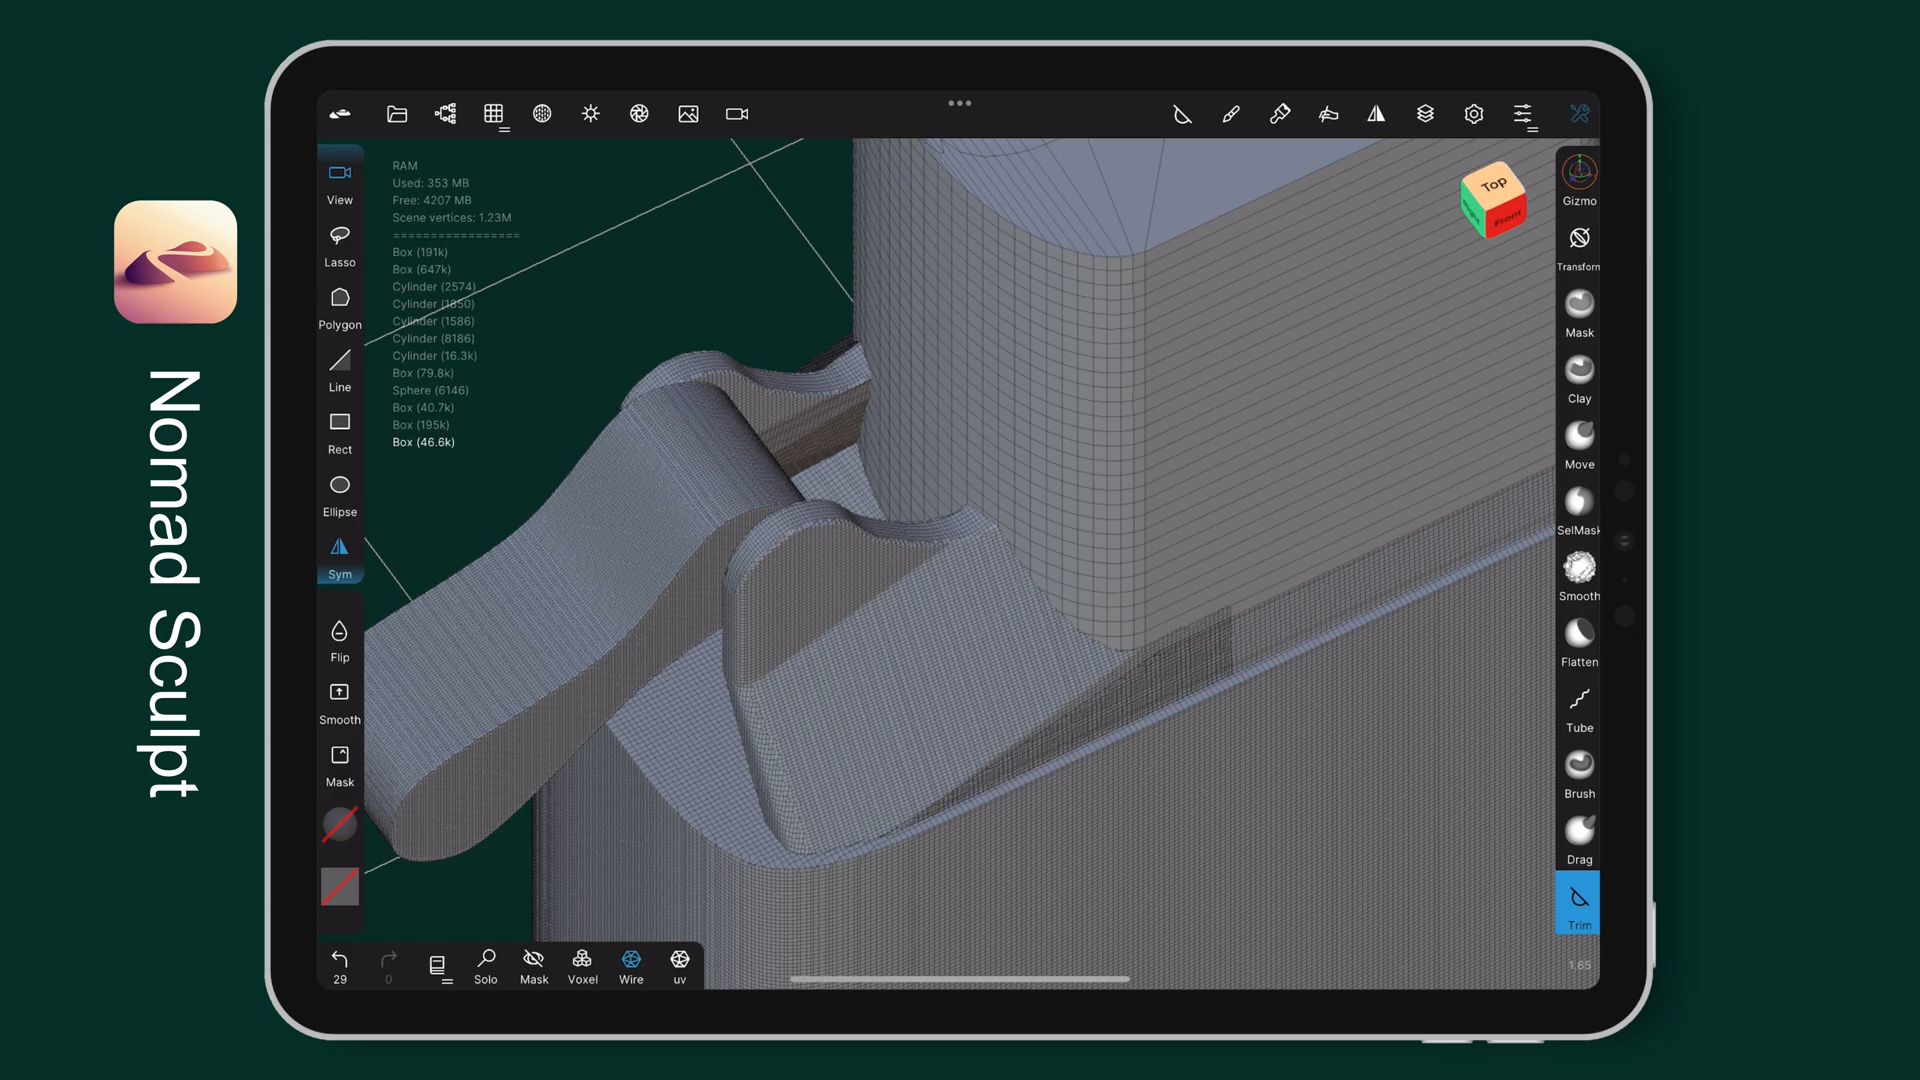 Nomad Sculpt
RAM
Used: 353 MB
Free: 4207 MB
Scene vertices: 1.23M
=================
Box (191k)
Box (647k)
Cylinder (2574)
Cylinder (1850)
Cylinder (1586)
Cylinder (8186)
Cylinder (16.3k)
Box (79.8k)
Sphere (6146)
Box (40.7k)
Box (195k)
Box (46.6k)
View
Lasso
Polygon
Line
Rect
Ellipse
Sym
Flip
Smooth
Mask
29
0
Solo
Mask
Voxel
Wire
uv
Top
Right
Front
Gizmo
Transform
Mask
Clay
Move
SelMask
Smooth
Flatten
Tube
Brush
Drag
Trim
1.65